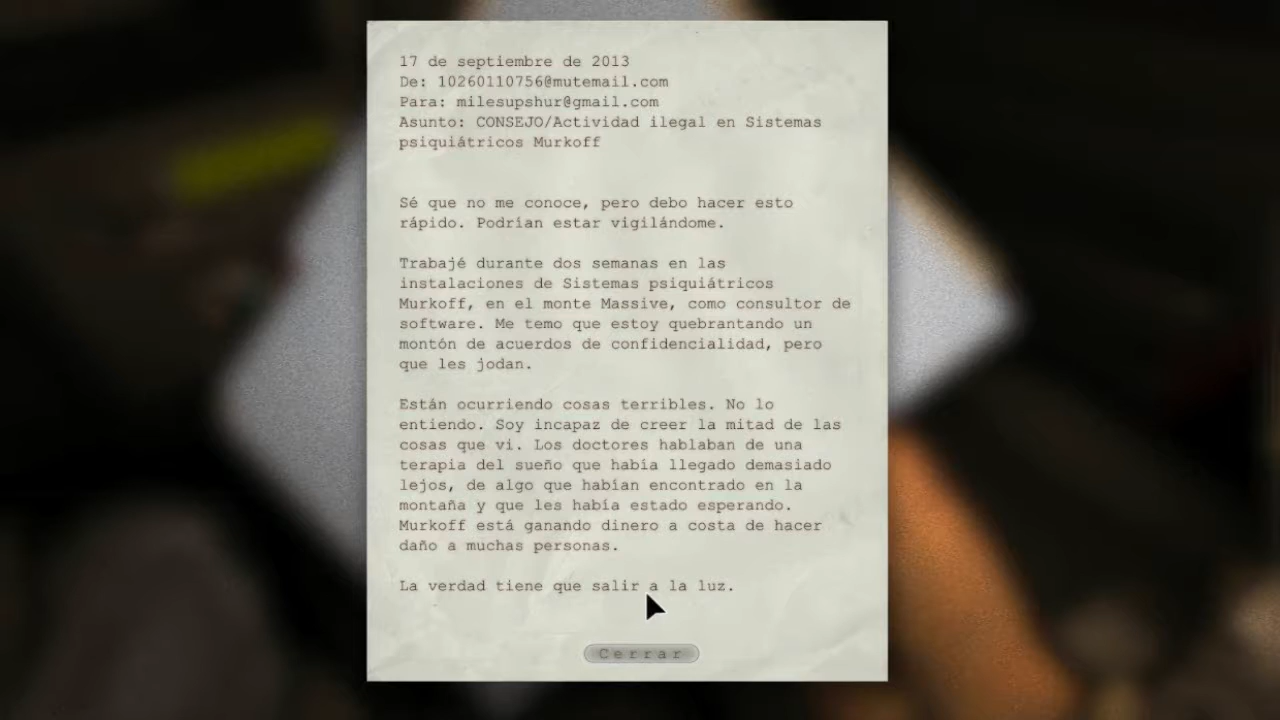 17 de septiembre de 2013
De: 10260110756@mutemail.com
Para: milesupshur@gmail.com
Asunto: CONSEJO/Actividad ilegal en Sistemas
psiquiátricos Murkoff
Sé que no me conoce, pero debo hacer esto
rápido. Podrían estar vigilándome.
Trabajé durante dos semanas en las
instalaciones de Sistemas psiquiátricos
Murkoff, en el monte Massive, como consultor de
software. Me temo que estoy quebrantando un
montón de acuerdos de confidencialidad, pero
que les jodan.
Están ocurriendo cosas terribles. No lo
entiendo. Soy incapaz de creer la mitad de las
cosas que vi. Los doctores hablaban de una
terapia del sueño que había llegado demasiado
lejos, de algo que habían encontrado en la
montaña y que les había estado esperando.
Murkoff está ganando dinero a costa de hacer
daño a muchas personas.
La verdad tiene que salir a la luz.
Cerrar